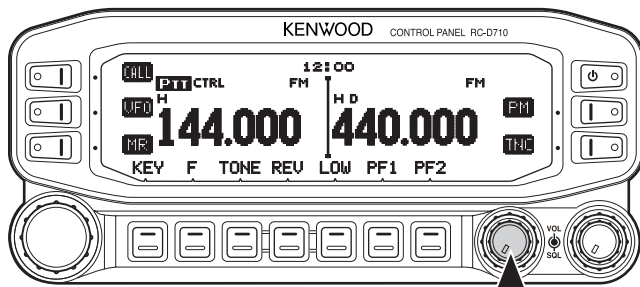 KENWOOD CONTROL PANEL RC-D710
12:00
CALL PTT CTRL FM FM
H H D
VFO PM
144.000 440.000
MR TNC
KEY F TONE REV LOW PF1 PF2
VOL
SQL